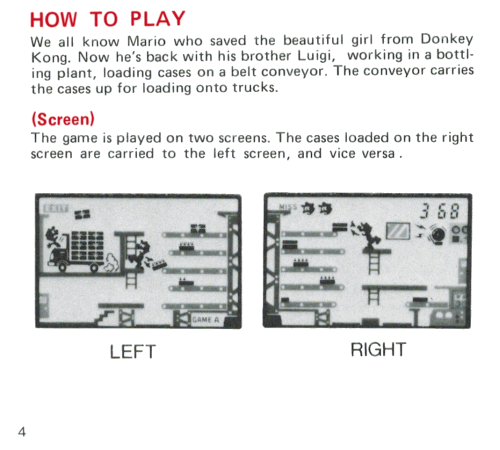 HOW TO PLAY
We all know Mario who saved the beautiful girl from Donkey
Kong. Now he's back with his brother Luigi, working in a bottl-
ing plant, loading cases on a belt conveyor. The conveyor carries
the cases up for loading onto trucks.
(Screen)
The game is played on two screens. The cases loaded on the right
screen are carried to the left screen, and vice versa .
EXIT
MISS
368
GAME A
LEFT
RIGHT
4